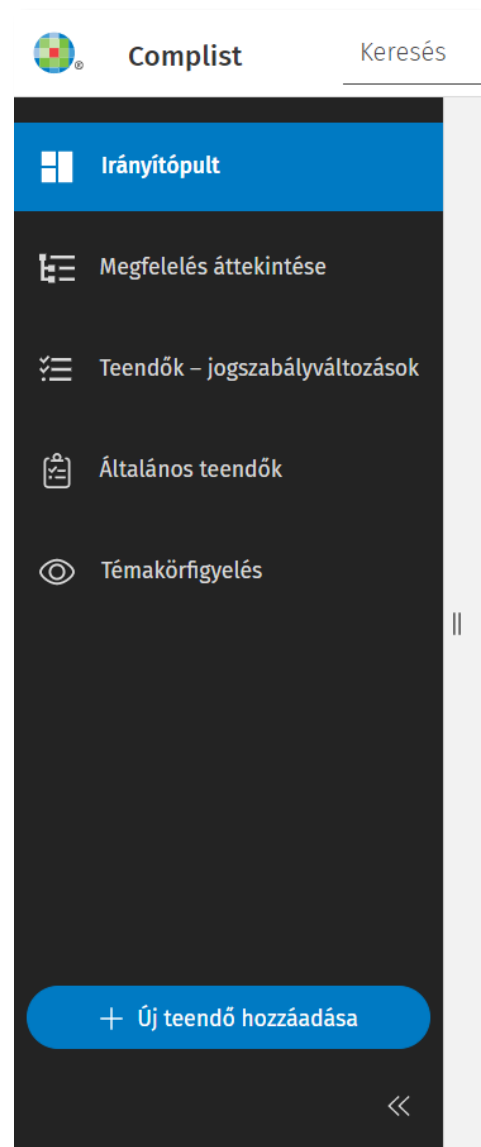 Complist
Keresés
Irányítópult
Megfelelés áttekintése
Teendők – jogszabályváltozások
Általános teendők
Témakörfigyelés
+ Új teendő hozzáadása